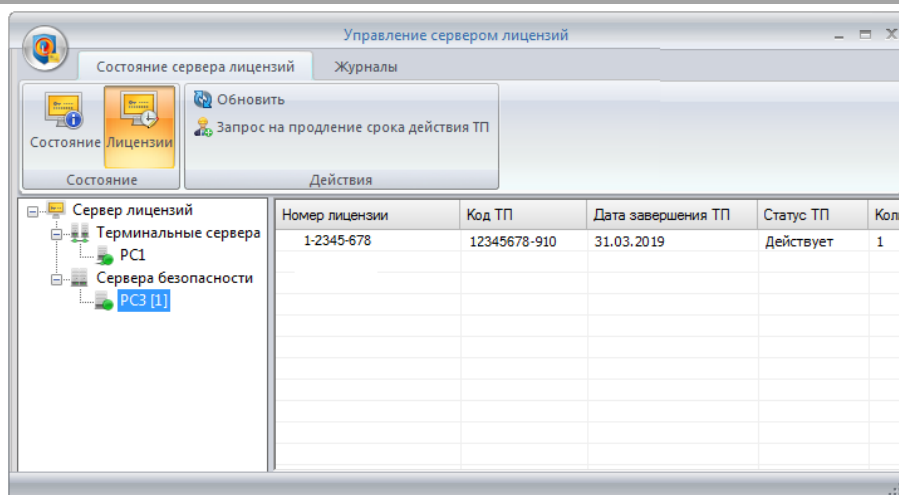 Управление сервером лицензий
Состояние сервера лицензий Журналы
Обновить
Запрос на продление срока действия ТП
Состояние Лицензии
Состояние Действия
Сервер лицензий
Терминальные сервера
PC1
Сервера безопасности
PC3 [1]
Номер лицензии Код ТП Дата завершения ТП Статус ТП Кол
1-2345-678 12345678-910 31.03.2019 Действует 1